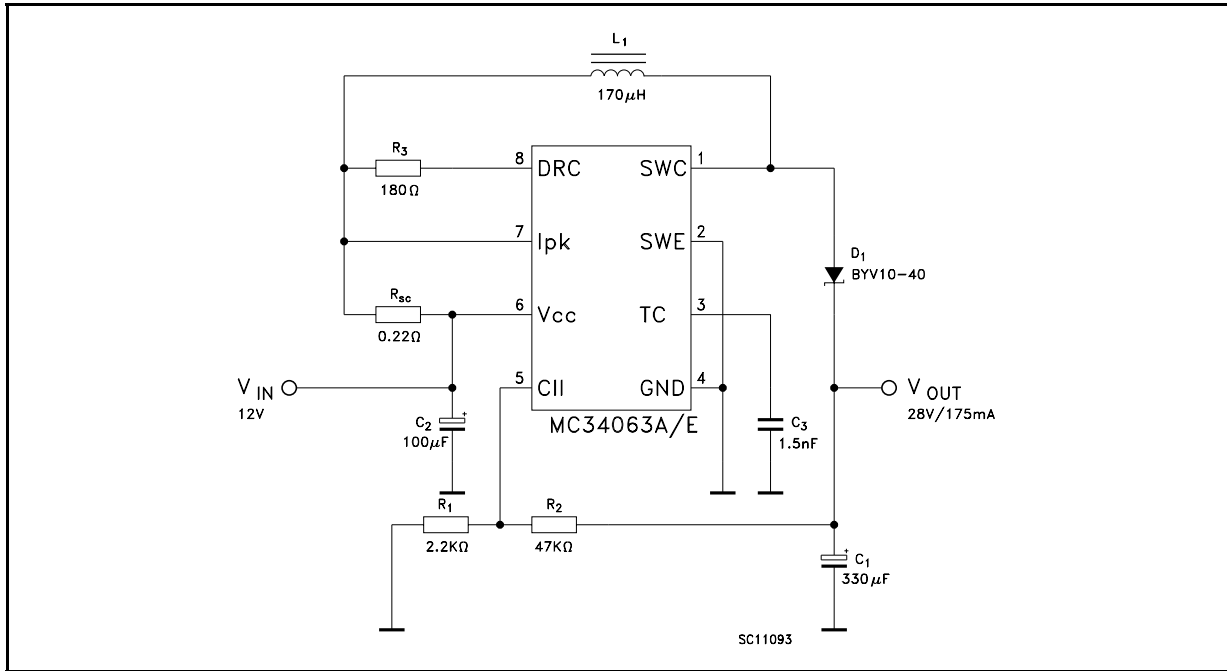 L1
170μH
R3
180Ω
8 DRC SWC 1
7 Ipk SWE 2
D1
BYV10-40
Rsc
0.22Ω
6 Vcc TC 3
VIN
12V
5 CII GND 4
VOUT
28V/175mA
C2
+
100μF
MC34063A/E
C3
1.5nF
R1
2.2KΩ
R2
47KΩ
+
C1
330μF
SC11093